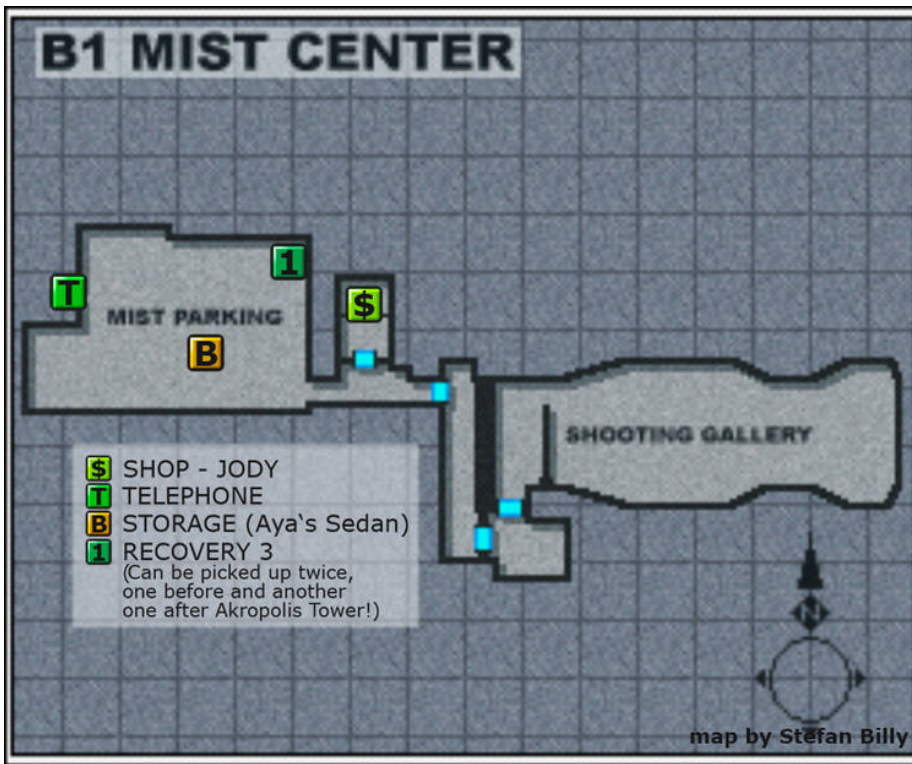 B1 MIST CENTER
1
T
$
MIST PARKING
B
SHOOTING GALLERY
$ SHOP - JODY
T TELEPHONE
B STORAGE (Aya's Sedan)
1 RECOVERY 3
(Can be picked up twice,
one before and another
one after Akropolis Tower!)
N
map by Stefan Billy